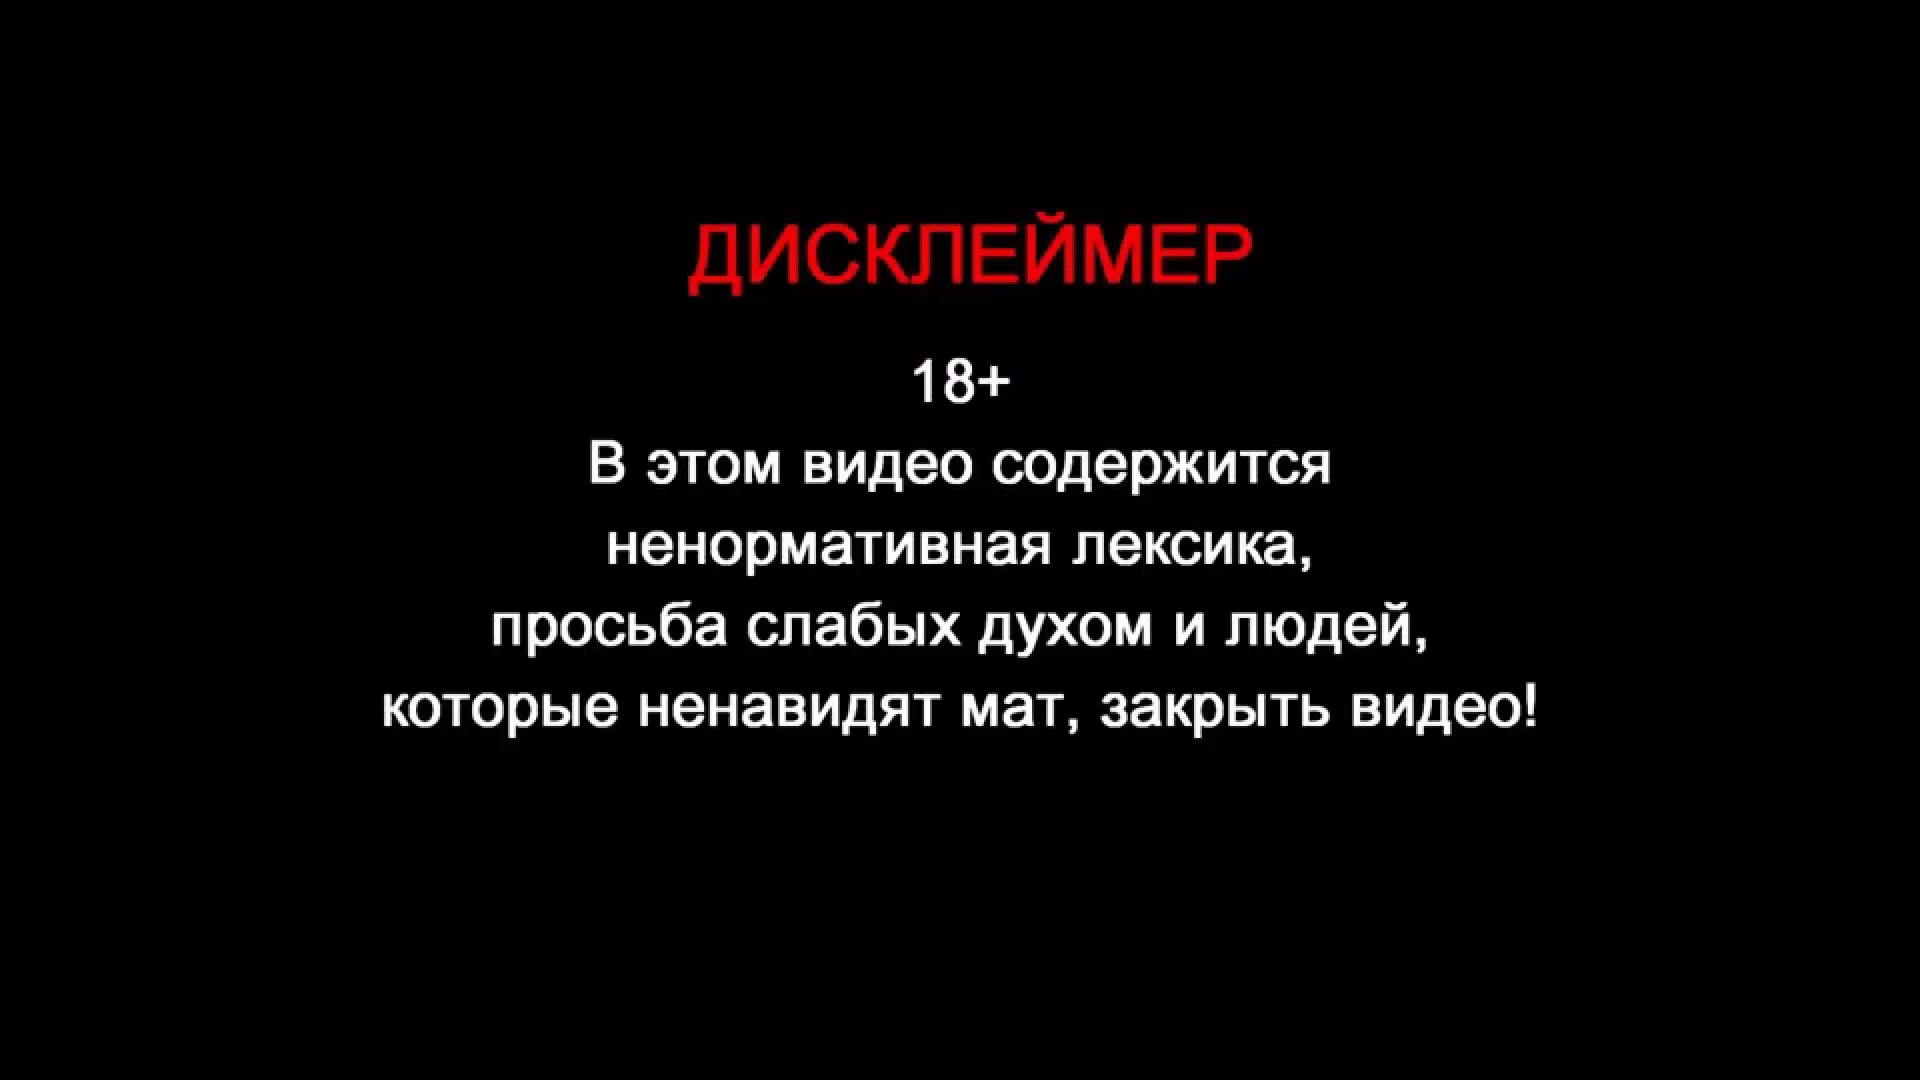 ДИСКЛЕЙМЕР
18+
В этом видео содержится
ненормативная лексика,
просьба слабых духом и людей,
которые ненавидят мат, закрыть видео!